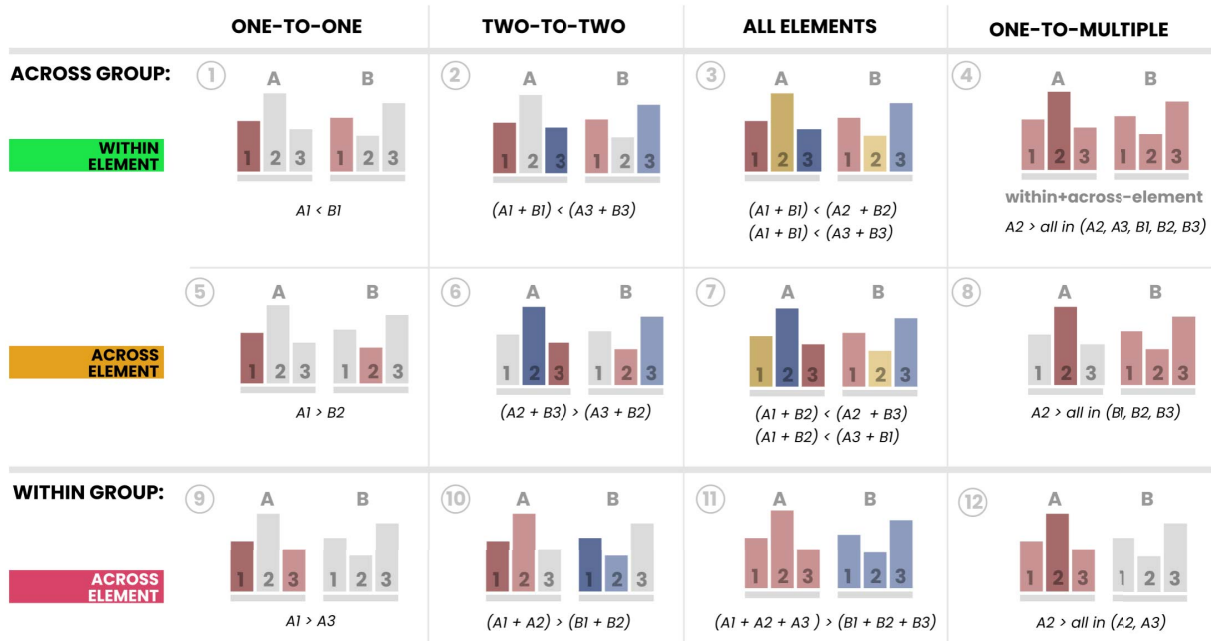 ONE-TO-ONE TWO-TO-TWO ALL ELEMENTS ONE-TO-MULTIPLE
ACROSS GROUP:
WITHIN
ELEMENT
1
A B
1 2 3 1 2 3
A1 < B1
2
A B
1 2 3 1 2 3
(A1 + B1) < (A3 + B3)
3
A B
1 2 3 1 2 3
(A1 + B1) < (A2 + B2)
(A1 + B1) < (A3 + B3)
4
A B
1 2 3 1 2 3
within+across-element
A2 > all in (A2, A3, B1, B2, B3)
ACROSS
ELEMENT
5
A B
1 2 3 1 2 3
A1 > B2
6
A B
1 2 3 1 2 3
(A2 + B3) > (A3 + B2)
7
A B
1 2 3 1 2 3
(A1 + B2) < (A2 + B3)
(A1 + B2) < (A3 + B1)
8
A B
1 2 3 1 2 3
A2 > all in (B1, B2, B3)
WITHIN GROUP:
ACROSS
ELEMENT
9
A B
1 2 3 1 2 3
A1 > A3
10
A B
1 2 3 1 2 3
(A1 + A2) > (B1 + B2)
11
A B
1 2 3 1 2 3
(A1 + A2 + A3 ) > (B1 + B2 + B3)
12
A B
1 2 3 1 2 3
A2 > all in (A2, A3)